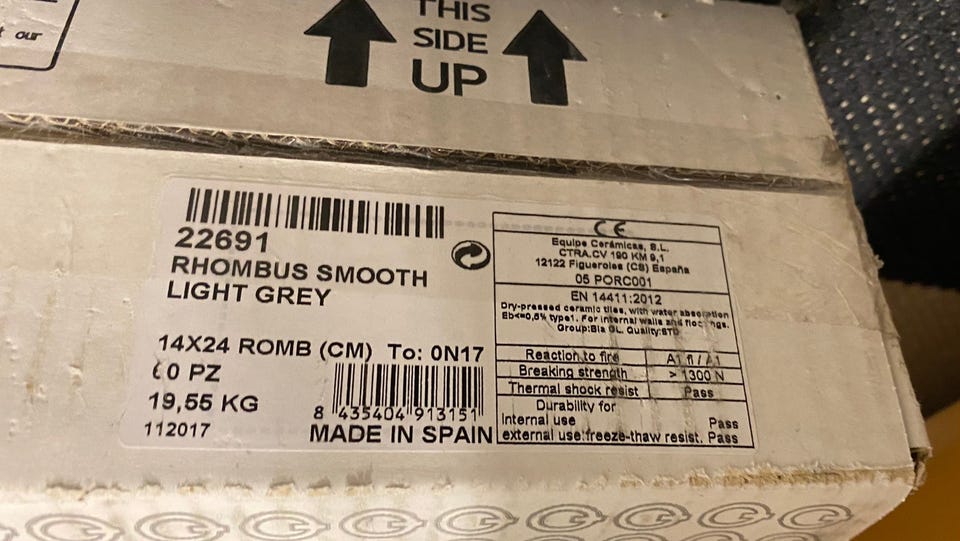 our
THIS
SIDE
UP
22691
RHOMBUS SMOOTH
LIGHT GREY
14X24 ROMB (CM) To: 0N17
60 PZ
19,55 KG
112017
8 435404 913151
MADE IN SPAIN
CE
Equipe Cerámicas, S.L.
CTRA.CV 190 KM 9,1
12122 Figueroles (CS) España
05 PORC001
EN 14411:2012
Dry-pressed ceramic tiles, with water absorption
Eb<=0,5% type1. For internal walls and
Group:BIa GL. Quality:STD
Reaction to fire A1 fl / A1
Breaking strength > 1300 N
Thermal shock resist Pass
Durability for
Internal use Pass
external use:freeze-thaw resist. Pass